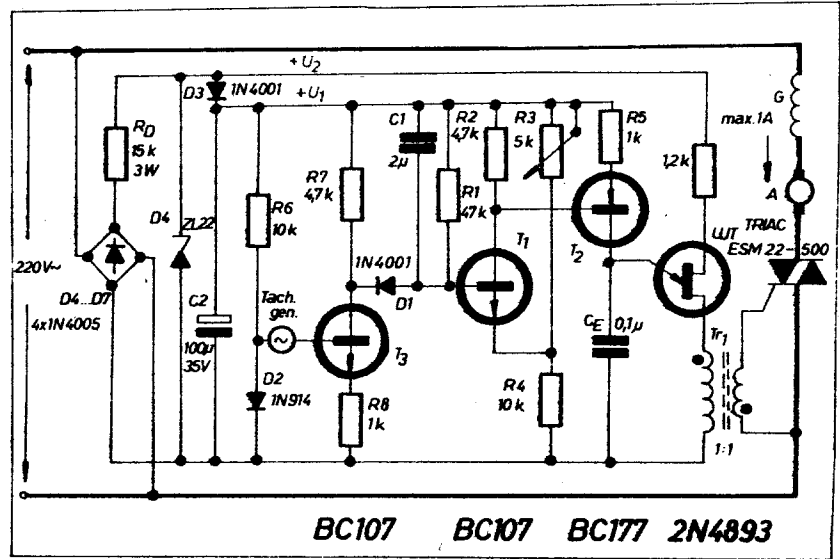 +U2
D3
1N4001
+U1
RD
15k
3W
R7
4,7k
C1
2µ
R2
4,7k
R3
5k
R5
1k
1,2k
G
max.1A
A
D4
ZL22
R6
10k
R1
47k
T1
T2
UJT
TRIAC
ESM 22-500
220V~
D4...D7
4x1N4005
C2
100µ
35V
Tach.
gen.
1N4001
D1
T3
CE
0,1µ
Tr1
D2
1N914
R8
1k
R4
10k
1:1
BC107
BC107
BC177
2N4893